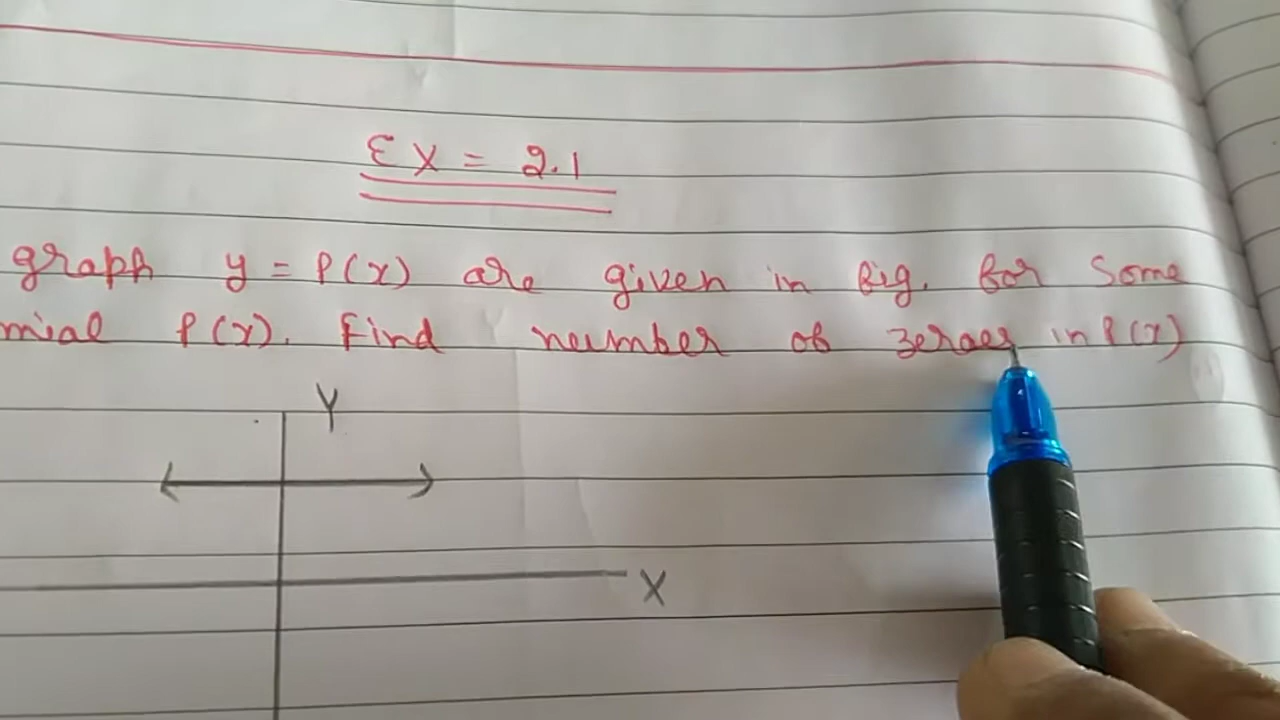 Ex = 2.1
graph y = P(x) are given in fig. for Some
mial P(x). Find number of zeroes in P(x)
Y
X